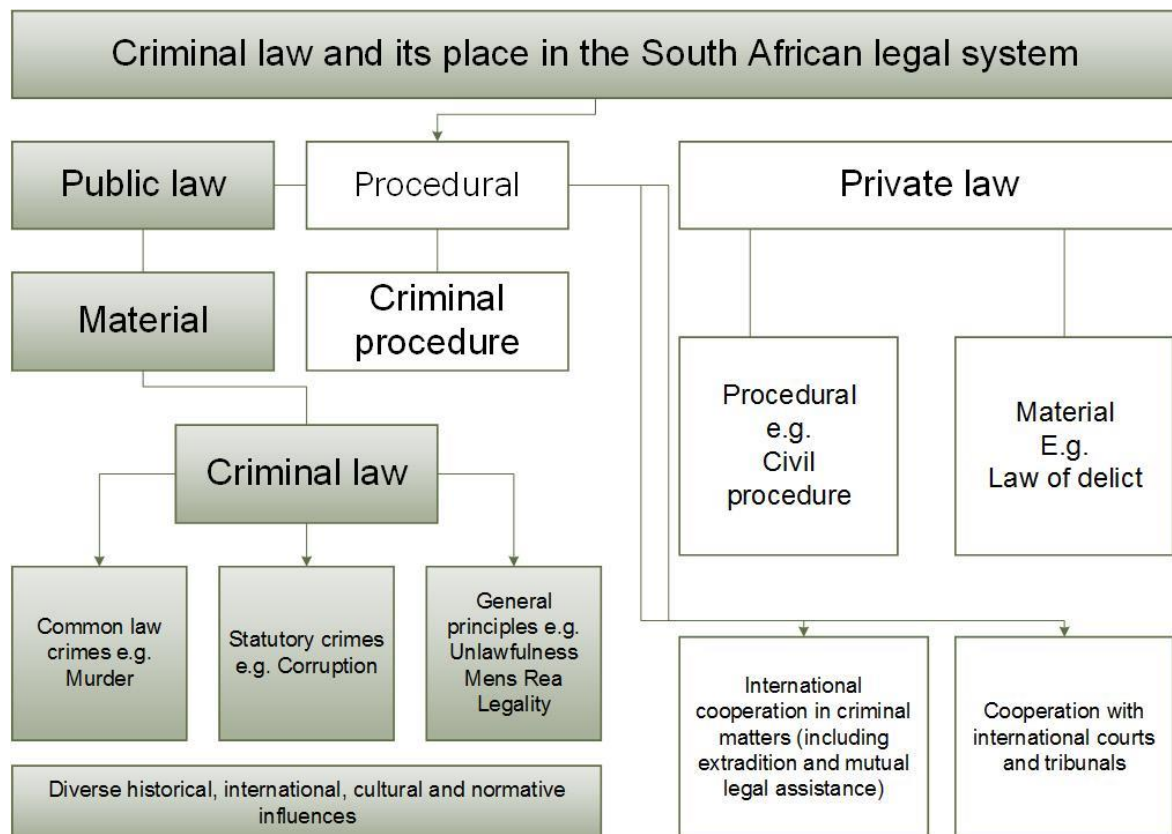 Criminal law and its place in the South African legal system
Public law
Procedural
Private law
Material
Criminal
procedure
Procedural
e.g.
Civil
procedure
Material
E.g.
Law of delict
Criminal law
Common law
crimes e.g.
Murder
Statutory crimes
e.g. Corruption
General
principles e.g.
Unlawfulness
Mens Rea
Legality
International
cooperation in criminal
matters (including
extradition and mutual
legal assistance)
Cooperation with
international courts
and tribunals
Diverse historical, international, cultural and normative
influences